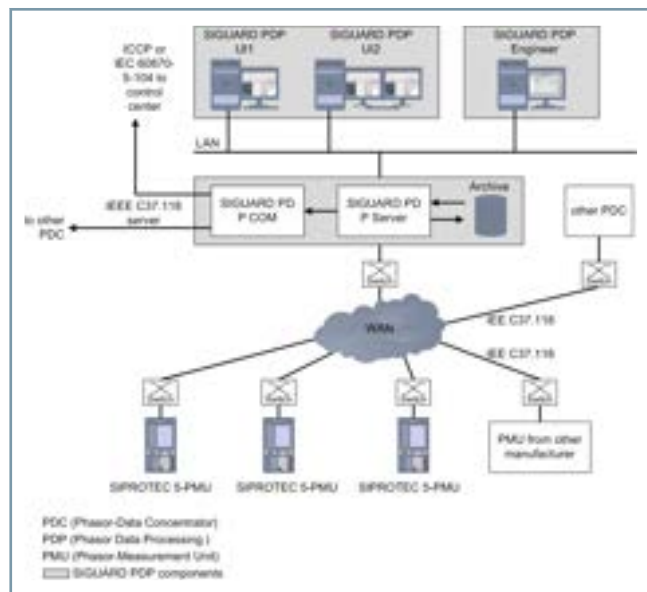 ICCP or
IEC 60870-
5-104 to
control
center
SIGUARD PDP
UI1
SIGUARD PDP
UI2
SIGUARD PDP
Engineer
LAN
IEEE C37.118
server
to other
PDC
SIGUARD PD
P COM
SIGUARD PD
P Server
Archive
other PDC
WANs
IEE C37.118
IEE C37.118
PMU from other
manufacturer
SIPROTEC 5-PMU
SIPROTEC 5-PMU
SIPROTEC 5-PMU
PDC (Phasor-Data Concentrator)
PDP (Phasor Data Processing )
PMU (Phasor-Measurement Unit)
SIGUARD PDP components